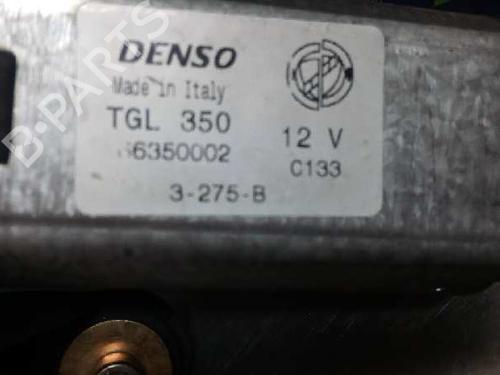 DENSO
Made in Italy
TGL 350
6350002
12 V
C133
3-275-B
B-PARTS